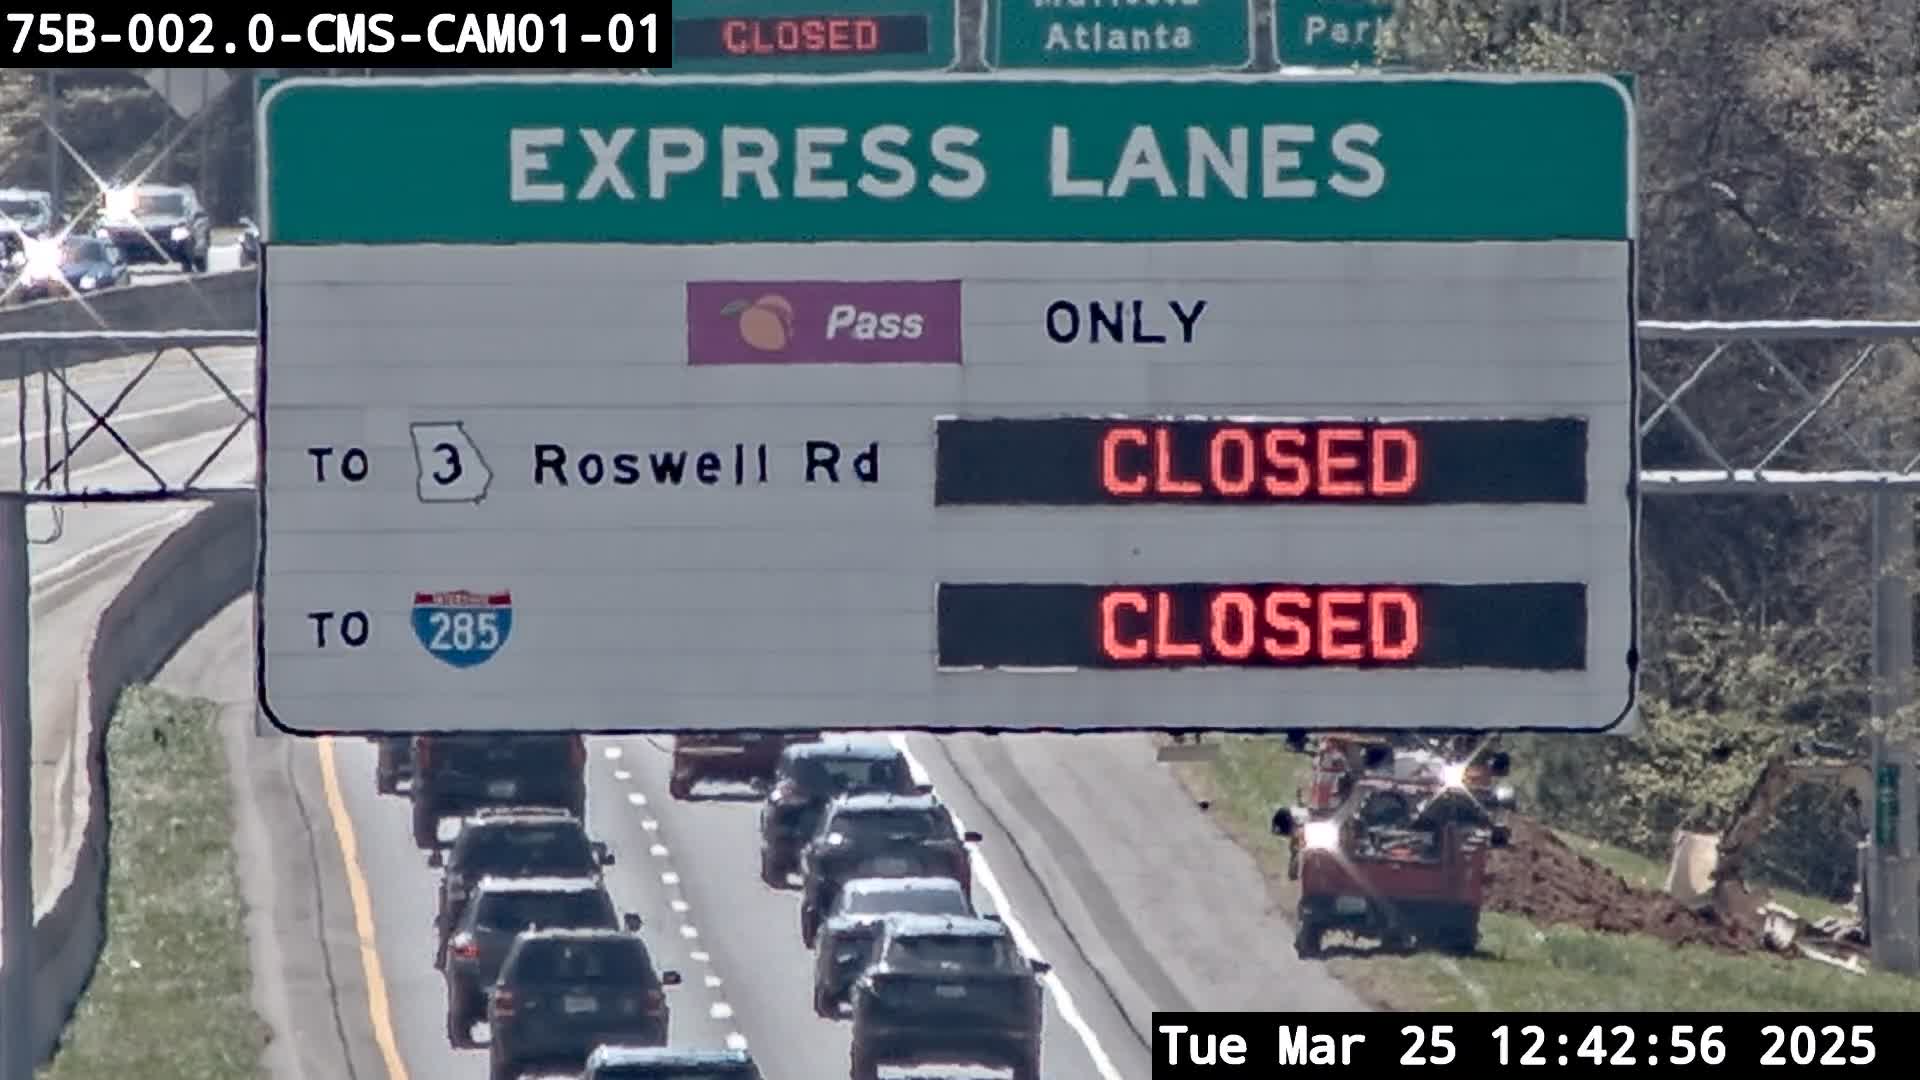 75B-002.0-CMS-CAM01-01
CLOSED
Atlanta
EXPRESS LANES
Pass ONLY
TO 3 Roswell Rd CLOSED
TO INTERSTATE 285 CLOSED
Tue Mar 25 12:42:56 2025